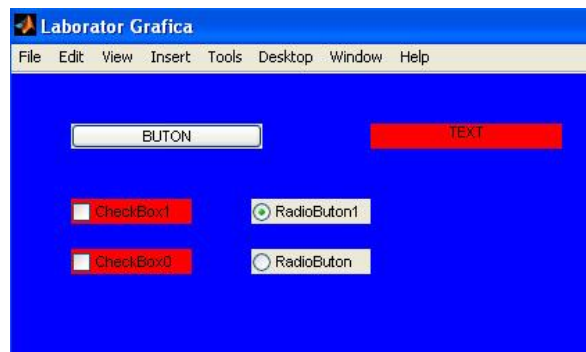 Laborator Grafica
File Edit View Insert Tools Desktop Window Help
BUTON TEXT
CheckBox1 RadioButon1
CheckBox0 RadioButon